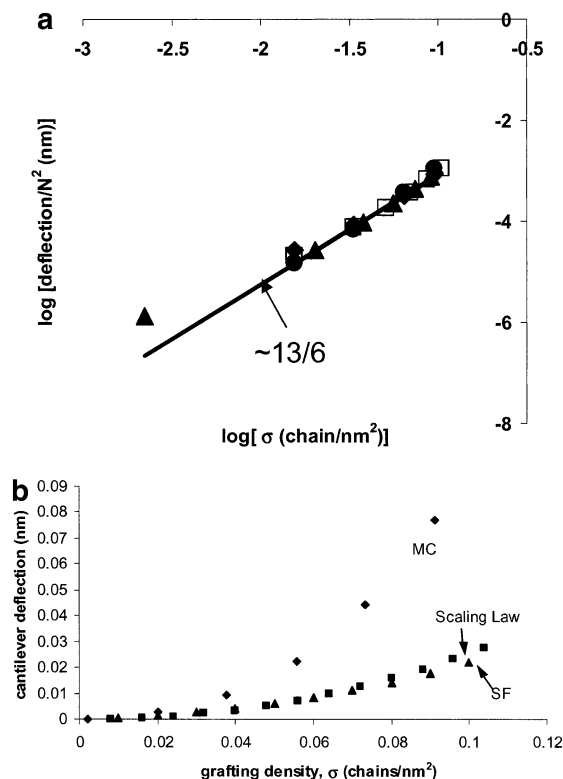 a
-3 -2.5 -2 -1.5 -1 -0.5
0
-2
-4
-6
-8
log [deflection/N² (nm)]
~13/6
log[ σ (chain/nm²)]
b
0.09
0.08
0.07
0.06
0.05
0.04
0.03
0.02
0.01
0
cantilever deflection (nm)
MC
Scaling Law
SF
0 0.02 0.04 0.06 0.08 0.1 0.12
grafting density, σ (chains/nm²)